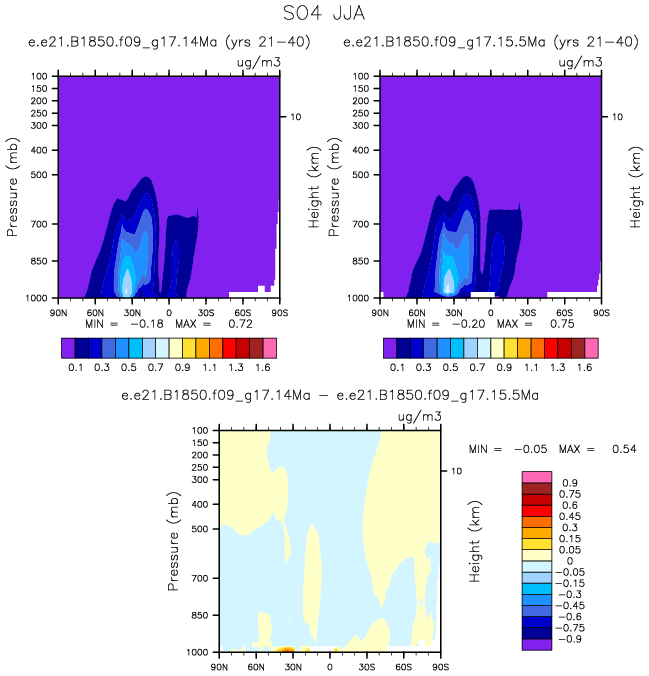 SO4 JJA
e.e21.B1850.f09_g17.14Ma (yrs 21-40)
ug/m3
100
150
200
250
300
400
500
700
850
1000
Pressure (mb)
10
Height (km)
90N 60N 30N 0 30S 60S 90S
MIN = -0.18 MAX = 0.72
0.1 0.3 0.5 0.7 0.9 1.1 1.3 1.6
e.e21.B1850.f09_g17.15.5Ma (yrs 21-40)
ug/m3
100
150
200
250
300
400
500
700
850
1000
Pressure (mb)
10
Height (km)
90N 60N 30N 0 30S 60S 90S
MIN = -0.20 MAX = 0.75
0.1 0.3 0.5 0.7 0.9 1.1 1.3 1.6
e.e21.B1850.f09_g17.14Ma - e.e21.B1850.f09_g17.15.5Ma
ug/m3
100
150
200
250
300
400
500
700
850
1000
Pressure (mb)
10
Height (km)
90N 60N 30N 0 30S 60S 90S
MIN = -0.05 MAX = 0.54
0.9
0.75
0.6
0.45
0.3
0.15
0.05
0
-0.05
-0.15
-0.3
-0.45
-0.6
-0.75
-0.9